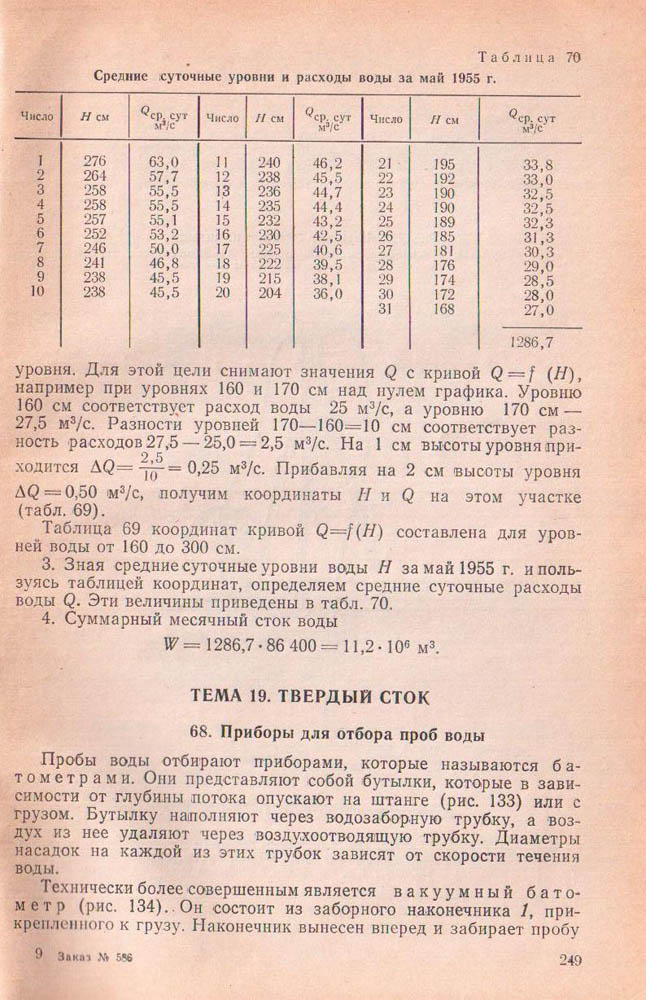 Таблица 70
Средние суточные уровни и расходы воды за май 1955 г.
Число H см Qср. сут м³/с Число H см Qср. сут м³/с Число H см Qср. сут м³/с
1 276 63,0 11 240 46,2 21 195 33,8
2 264 57,7 12 238 45,5 22 192 33,0
3 258 55,5 13 236 44,7 23 190 32,5
4 258 55,5 14 235 44,4 24 190 32,5
5 257 55,1 15 232 43,2 25 189 32,3
6 252 53,2 16 230 42,5 26 185 31,3
7 246 50,0 17 225 40,6 27 181 30,3
8 241 46,8 18 222 39,5 28 176 29,0
9 238 45,5 19 215 38,1 29 174 28,5
10 238 45,5 20 204 36,0 30 172 28,0
31 168 27,0
1286,7
уровня. Для этой цели снимают значения Q с кривой Q=f (H),
например при уровнях 160 и 170 см над нулем графика. Уровню
160 см соответствует расход воды 25 м³/с, а уровню 170 см —
27,5 м³/с. Разности уровней 170—160=10 см соответствует раз-
ность расходов 27,5 — 25,0 = 2,5 м³/с. На 1 см высоты уровня при-
ходится ΔQ= 2,5/10 = 0,25 м³/с. Прибавляя на 2 см высоты уровня
ΔQ=0,50 м³/с, получим координаты H и Q на этом участке
(табл. 69).
Таблица 69 координат кривой Q=f(H) составлена для уров-
ней воды от 160 до 300 см.
3. Зная средние суточные уровни воды H за май 1955 г. и поль-
зуясь таблицей координат, определяем средние суточные расходы
воды Q. Эти величины приведены в табл. 70.
4. Суммарный месячный сток воды
W = 1286,7 · 86 400 = 11,2 · 10⁶ м³.
ТЕМА 19. ТВЕРДЫЙ СТОК
68. Приборы для отбора проб воды
Пробы воды отбирают приборами, которые называются ба-
тометрами. Они представляют собой бутылки, которые в зави-
симости от глубины потока опускают на штанге (рис. 133) или с
грузом. Бутылку наполняют через водозаборную трубку, а воз-
дух из нее удаляют через воздухоотводящую трубку. Диаметры
насадок на каждой из этих трубок зависят от скорости течения
воды.
Технически более совершенным является вакуумный бато-
метр (рис. 134). Он состоит из заборного наконечника 1, при-
крепленного к грузу. Наконечник вынесен вперед и забирает пробу
9 Заказ № 586
249